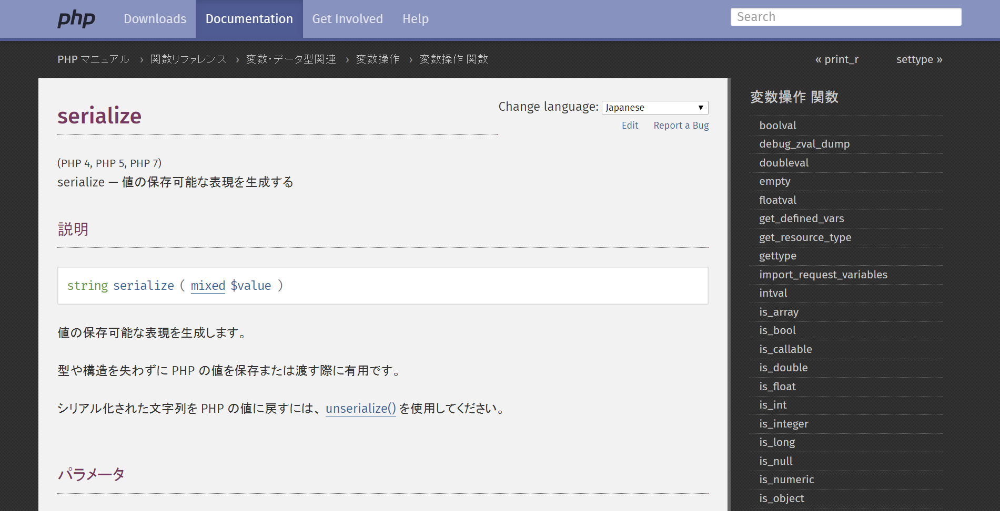 php Downloads Documentation Get Involved Help Search
PHP マニュアル › 関数リファレンス › 変数・データ型関連 › 変数操作 › 変数操作 関数 « print_r settype »
serialize
Change language: Japanese
Edit Report a Bug
(PHP 4, PHP 5, PHP 7)
serialize — 値の保存可能な表現を生成する
説明
string serialize ( mixed $value )
値の保存可能な表現を生成します。
型や構造を失わずに PHP の値を保存または渡す際に有用です。
シリアル化された文字列を PHP の値に戻すには、 unserialize() を使用してください。
パラメータ
変数操作 関数
boolval
debug_zval_dump
doubleval
empty
floatval
get_defined_vars
get_resource_type
gettype
import_request_variables
intval
is_array
is_bool
is_callable
is_double
is_float
is_int
is_integer
is_long
is_null
is_numeric
is_object